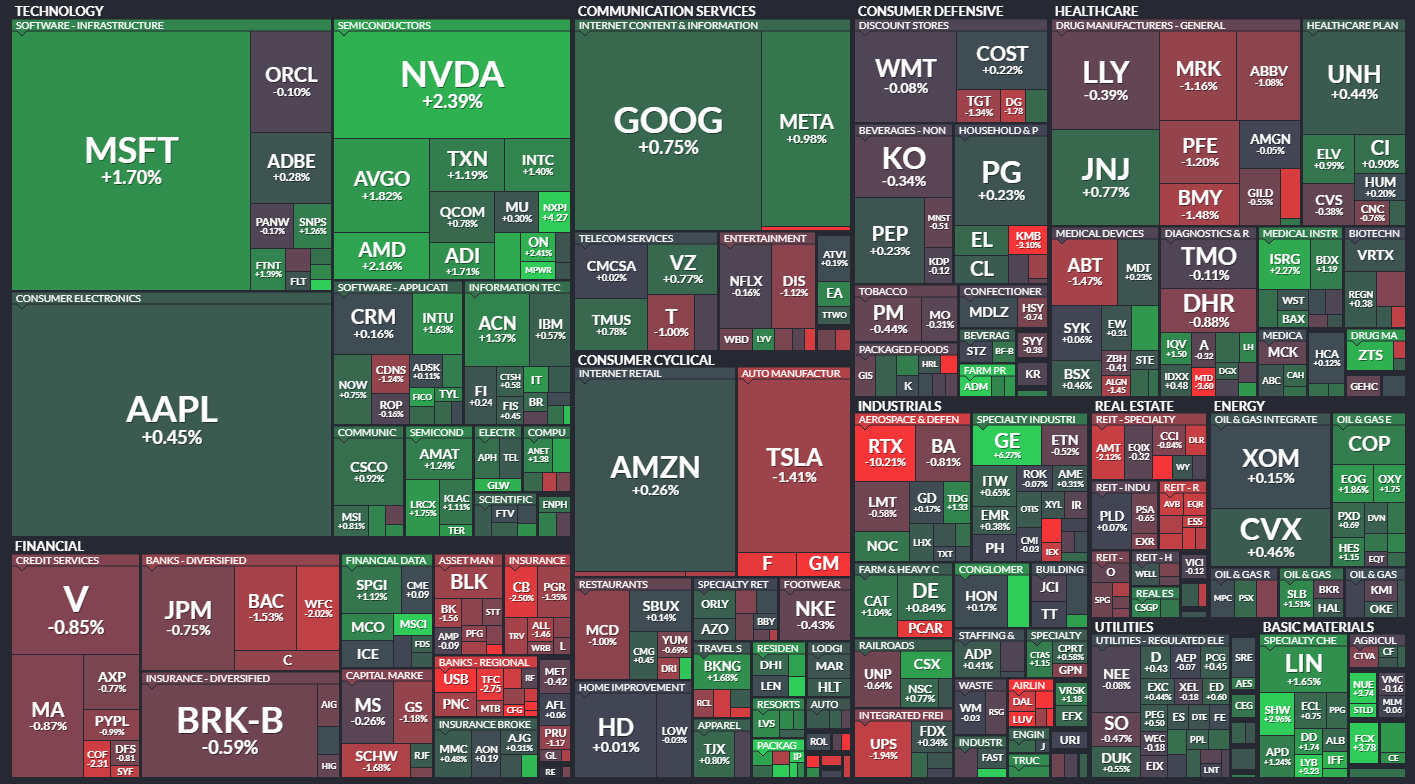 TECHNOLOGY
SOFTWARE - INFRASTRUCTURE
MSFT
+1.70%
ORCL
-0.10%
ADBE
+0.28%
PANW
-0.17%
SNPS
+1.26%
FTNT
+1.39%
FLT
SEMICONDUCTORS
NVDA
+2.39%
AVGO
+1.82%
TXN
+1.19%
INTC
+1.40%
QCOM
+0.78%
MU
+0.30%
NXPI
+4.27
AMD
+2.16%
ADI
+1.71%
ON
+2.41%
MPWR
CONSUMER ELECTRONICS
AAPL
+0.45%
SOFTWARE - APPLICATI
CRM
+0.16%
INTU
+1.63%
NOW
+0.75%
CDNS
-1.24%
ADSK
+0.11%
ROP
-0.16%
FICO
TYL
INFORMATION TEC
ACN
+1.37%
IBM
+0.57%
FI
+0.24
CTSH
+0.58
IT
FIS
+0.45
BR
COMMUNIC
CSCO
+0.92%
MSI
+0.81%
SEMICOND
AMAT
+1.24%
LRCX
+1.75%
KLAC
+1.11%
TER
ELECTR
APH
TEL
GLW
COMPU
ANET
+1.38
SCIENTIFIC
FTV
ENPH
COMMUNICATION SERVICES
INTERNET CONTENT & INFORMATION
GOOG
+0.75%
META
+0.98%
TELECOM SERVICES
CMCSA
+0.02%
VZ
+0.77%
TMUS
+0.78%
T
-1.00%
ENTERTAINMENT
NFLX
-0.16%
DIS
-1.12%
WBD
LYV
ATVI
+0.19%
EA
TTWO
CONSUMER CYCLICAL
INTERNET RETAIL
AMZN
+0.26%
AUTO MANUFACTUR
TSLA
-1.41%
F
GM
RESTAURANTS
MCD
-1.00%
SBUX
+0.14%
CMG
+0.45
YUM
-0.69%
DRI
SPECIALTY RET
ORLY
AZO
BBY
FOOTWEAR
NKE
-0.43%
HOME IMPROVEMENT
HD
+0.01%
LOW
-0.03%
TRAVEL S
BKNG
+1.68%
RCL
RESIDEN
DHI
LEN
LODGI
MAR
HLT
APPAREL
TJX
+0.80%
RESORTS
LVS
AUTO
PACKAG
IP
ROL
CONSUMER DEFENSIVE
DISCOUNT STORES
WMT
-0.08%
COST
+0.22%
TGT
-1.34%
DG
-1.78
BEVERAGES - NON
KO
-0.34%
PEP
+0.23%
MNST
-0.51
KDP
-0.12
HOUSEHOLD & P
PG
+0.23%
EL
KMB
-3.10%
CL
TOBACCO
PM
-0.44%
MO
-0.31%
CONFECTIONER
MDLZ
HSY
-0.74
PACKAGED FOODS
GIS
HRL
K
BEVERAG
STZ
BF-B
SYY
-0.38
FARM PR
ADM
KR
HEALTHCARE
DRUG MANUFACTURERS - GENERAL
LLY
-0.39%
MRK
-1.16%
ABBV
-1.08%
JNJ
+0.77%
PFE
-1.20%
AMGN
-0.05%
BMY
-1.48%
GILD
-0.55%
HEALTHCARE PLAN
UNH
+0.44%
ELV
+0.99%
CI
+0.90%
CVS
-0.38%
HUM
+0.20%
CNC
-0.76%
MEDICAL DEVICES
ABT
-1.47%
MDT
+0.23%
SYK
+0.06%
EW
+0.31
BSX
+0.46%
ZBH
-0.41
STE
ALGN
-1.45
DIAGNOSTICS & R
TMO
-0.11%
DHR
-0.88%
IQV
+1.50
A
-0.32
LH
IDXX
+0.48
MTD
-3.60
DGX
MEDICAL INSTR
ISRG
+2.27%
BDX
+1.19
WST
BAX
BIOTECHN
VRTX
REGN
+0.38
MEDICA
MCK
ABC
CAH
HCA
+0.12%
DRUG MA
ZTS
GEHC
FINANCIAL
CREDIT SERVICES
V
-0.85%
MA
-0.87%
AXP
-0.77%
PYPL
-0.99%
COF
-2.31
DFS
-0.81
SYF
BANKS - DIVERSIFIED
JPM
-0.75%
BAC
-1.53%
WFC
-2.02%
C
INSURANCE - DIVERSIFIED
BRK-B
-0.59%
AIG
HIG
FINANCIAL DATA
SPGI
+1.12%
CME
+0.09
MCO
MSCI
ICE
FDS
CAPITAL MARKE
MS
-0.26%
GS
-1.18%
SCHW
-1.68%
RJF
ASSET MAN
BLK
BK
-1.56
STT
AMP
-0.09
PFG
INSURANCE
CB
-2.50%
PGR
-1.35%
TRV
ALL
-1.46
WRB
L
BANKS - REGIONAL
USB
TFC
-2.75
RF
PNC
MTB
CFG
GL
MET
-0.42
AFL
+0.06
PRU
-1.17
RE
INSURANCE BROKE
MMC
+0.48%
AON
+0.19
AJG
+0.31%
INDUSTRIALS
AEROSPACE & DEFEN
RTX
-10.21%
BA
-0.81%
LMT
-0.58%
GD
+0.17%
TDG
+1.33
NOC
LHX
TXT
SPECIALTY INDUSTRI
GE
+6.27%
ETN
-0.52%
ITW
+0.65%
ROK
-0.07%
AME
+0.31%
EMR
+0.38%
OTIS
XYL
IR
PH
CMI
-0.03
IEX
FARM & HEAVY C
CAT
+1.04%
DE
+0.84%
PCAR
CONGLOMER
HON
+0.17%
BUILDING
JCI
TT
RAILROADS
UNP
-0.64%
CSX
NSC
+0.77%
STAFFING &
ADP
+0.41%
SPECIALTY
CTAS
+1.15
CPRT
+0.58%
GPN
WASTE
WM
-0.03
RSG
AIRLIN
DAL
LUV
VRSK
+1.18
EFX
INTEGRATED FREI
UPS
-1.94%
FDX
+0.34%
INDUSTR
FAST
ENGIN
J
URI
TRUC
REAL ESTATE
REIT - SPECIALTY
AMT
-2.12%
EQIX
-0.32
CCI
-0.84%
DLR
WY
REIT - INDU
PLD
+0.07%
PSA
-0.65
EXR
REIT - R
AVB
EQR
ESS
REIT -
O
SPG
REIT - H
WELL
VICI
-0.12
REAL ES
CSGP
ENERGY
OIL & GAS INTEGRATE
XOM
+0.15%
CVX
+0.46%
OIL & GAS E
COP
EOG
+1.86%
OXY
+1.75
PXD
+0.69
DVN
HES
+1.15
EQT
OIL & GAS R
MPC
PSX
OIL & GAS
SLB
+1.51%
BKR
HAL
OIL & GAS
KMI
OKE
UTILITIES
UTILITIES - REGULATED ELE
NEE
-0.08%
D
+0.43
AEP
-0.07
PCG
+0.45
SO
-0.47%
EXC
+0.44%
XEL
-0.18
ED
+0.60
PEG
+0.50
ES
DTE
FE
DUK
+0.55%
WEC
-0.18
PPL
EIX
LNT
SRE
AES
CEG
BASIC MATERIALS
SPECIALTY CHE
LIN
+1.65%
SHW
+2.96%
ECL
+0.75
PPG
APD
+1.24%
DD
+1.74
ALB
LYB
+3.23
IFF
AGRICUL
CTVA
CF
NUE
+3.74
STLD
VMC
-0.16
MLM
-0.06
FCX
+3.78
CE